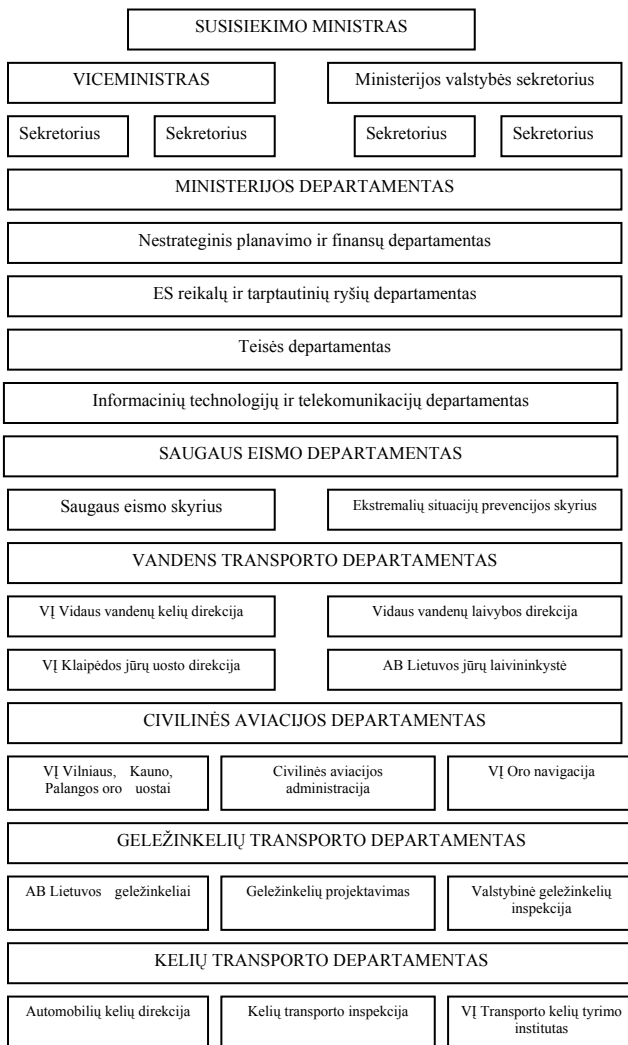 SUSISIEKIMO MINISTRAS
VICEMINISTRAS
Ministerijos valstybės sekretorius
Sekretorius
Sekretorius
Sekretorius
Sekretorius
MINISTERIJOS DEPARTAMENTAS
Nestrateginis planavimo ir finansų departamentas
ES reikalų ir tarptautinių ryšių departamentas
Teisės departamentas
Informacinių technologijų ir telekomunikacijų departamentas
SAUGAUS EISMO DEPARTAMENTAS
Saugaus eismo skyrius
Ekstremalių situacijų prevencijos skyrius
VANDENS TRANSPORTO DEPARTAMENTAS
VĮ Vidaus vandenų kelių direkcija
Vidaus vandenų laivybos direkcija
VĮ Klaipėdos jūrų uosto direkcija
AB Lietuvos jūrų laivininkystė
CIVILINĖS AVIACIJOS DEPARTAMENTAS
VĮ Vilniaus, Kauno,
Palangos oro uostai
Civilinės aviacijos
administracija
VĮ Oro navigacija
GELEŽINKELIŲ TRANSPORTO DEPARTAMENTAS
AB Lietuvos geležinkeliai
Geležinkelių projektavimas
Valstybinė geležinkelių
inspekcija
KELIŲ TRANSPORTO DEPARTAMENTAS
Automobilių kelių direkcija
Kelių transporto inspekcija
VĮ Transporto kelių tyrimo
institutas